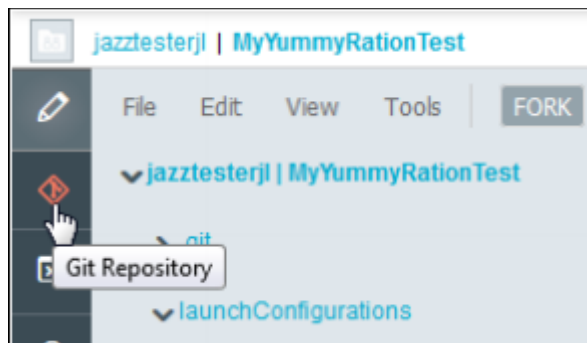 jazztesterjl | MyYummyRationTest
File Edit View Tools FORK
jazztesterjl | MyYummyRationTest
Git Repository
launchConfigurations